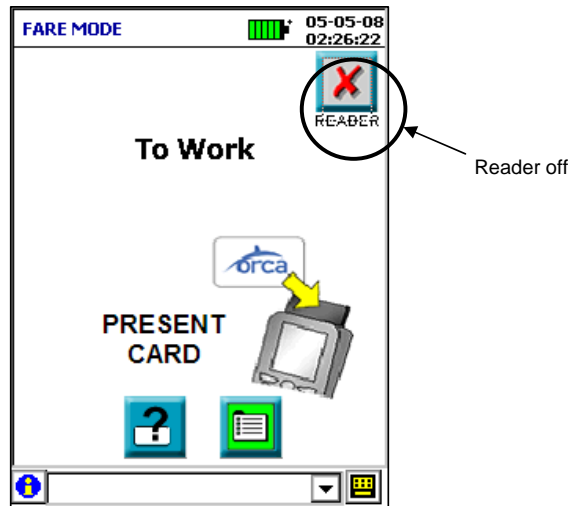 FARE MODE
05-05-08
02:26:22
READER
To Work
Reader off
orca
PRESENT
CARD
?